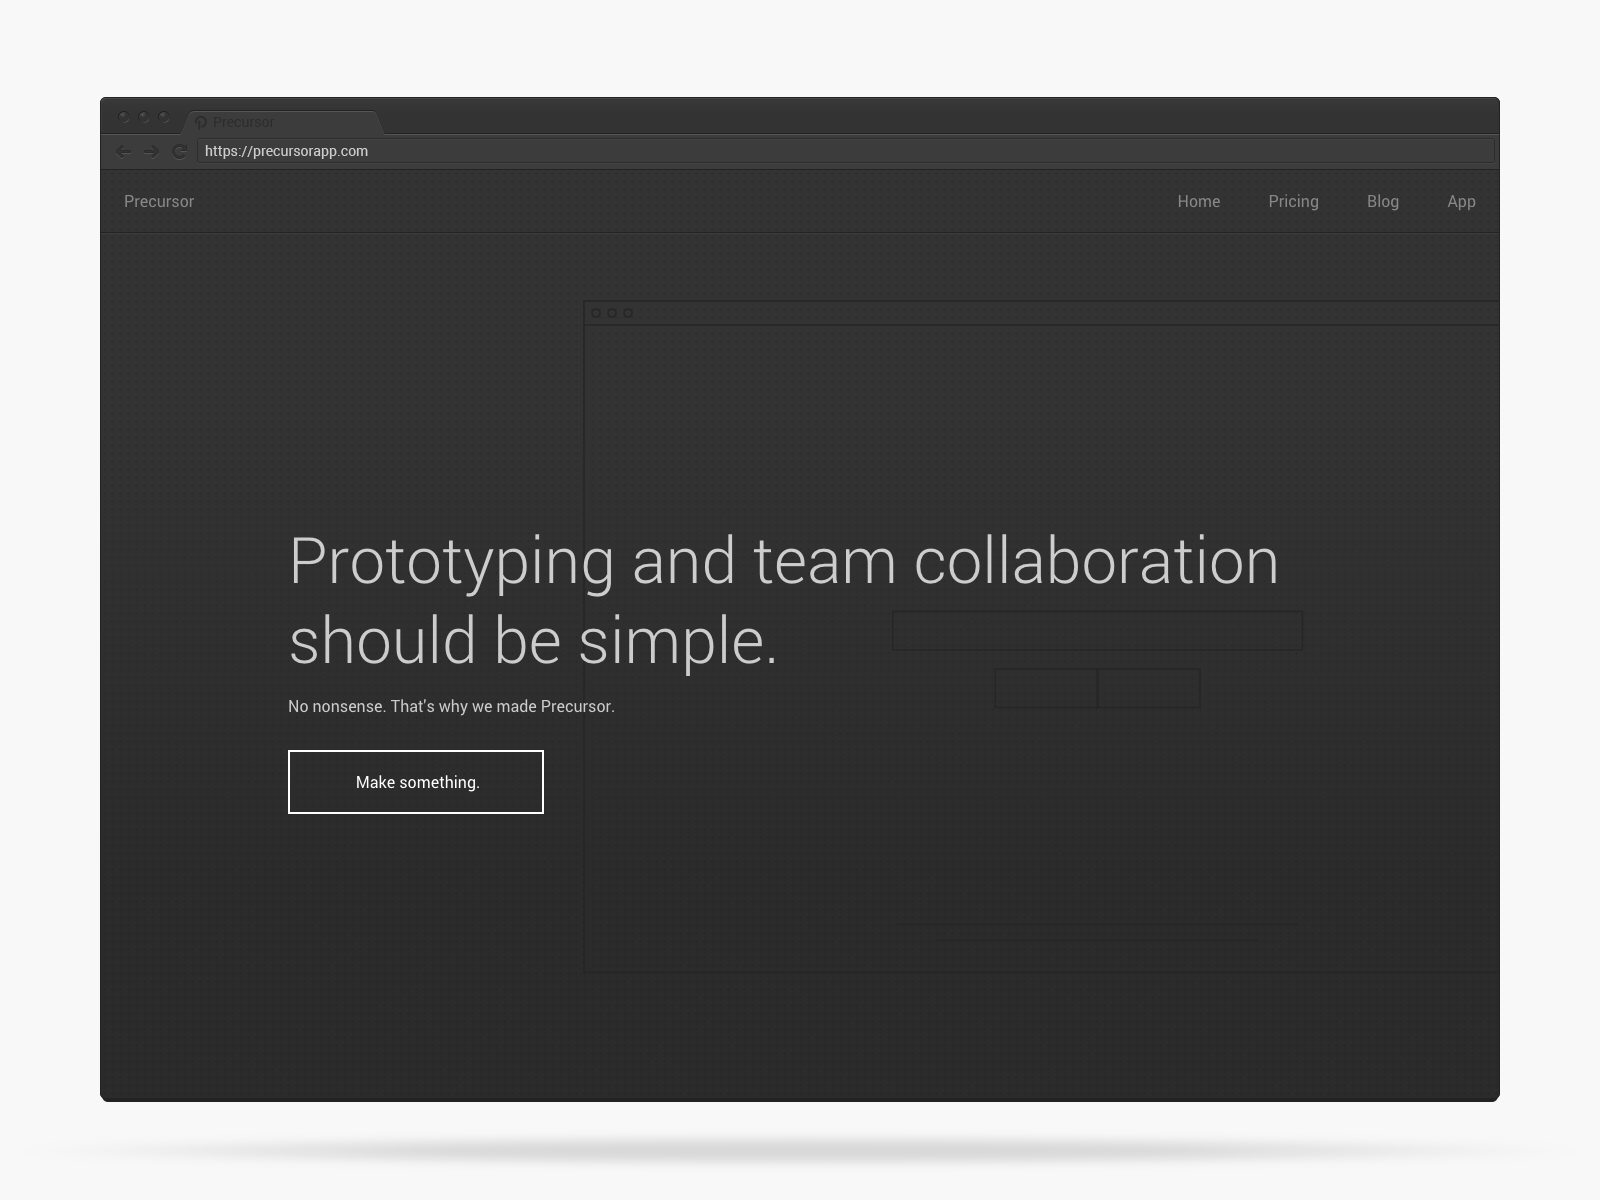 Precursor
https://precursorapp.com
Precursor
Home
Pricing
Blog
App
Prototyping and team collaboration
should be simple.
No nonsense. That's why we made Precursor.
Make something.